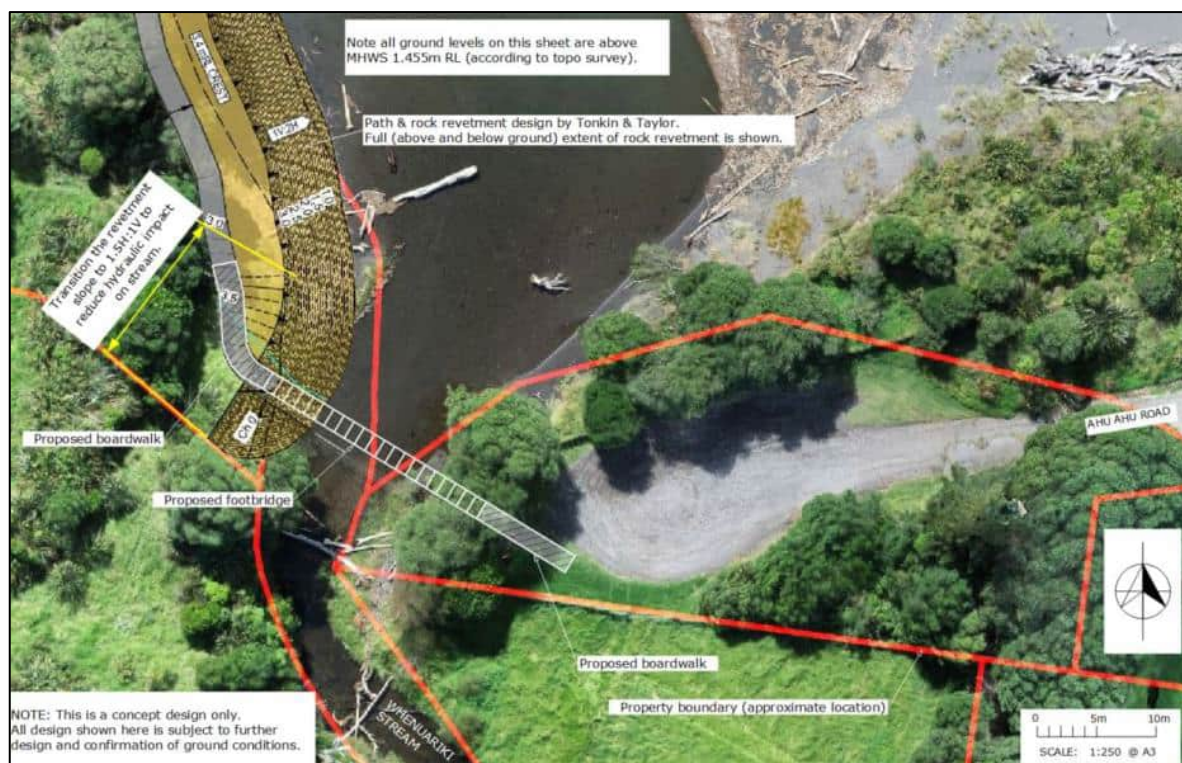 Note all ground levels on this sheet are above
MHWS 1.455m RL (according to topo survey).
Path & rock revetment design by Tonkin & Taylor.
Full (above and below ground) extent of rock revetment is shown.
1V:2H
3.0
Transition the revetment
slope to 1.5H:1V to
reduce hydraulic impact
on stream.
Proposed boardwalk
Ch 0
Proposed footbridge
AHU AHU ROAD
Proposed boardwalk
Property boundary (approximate location)
WHENUARIKI
STREAM
NOTE: This is a concept design only.
All design shown here is subject to further
design and confirmation of ground conditions.
0 5m 10m
SCALE: 1:250 @ A3